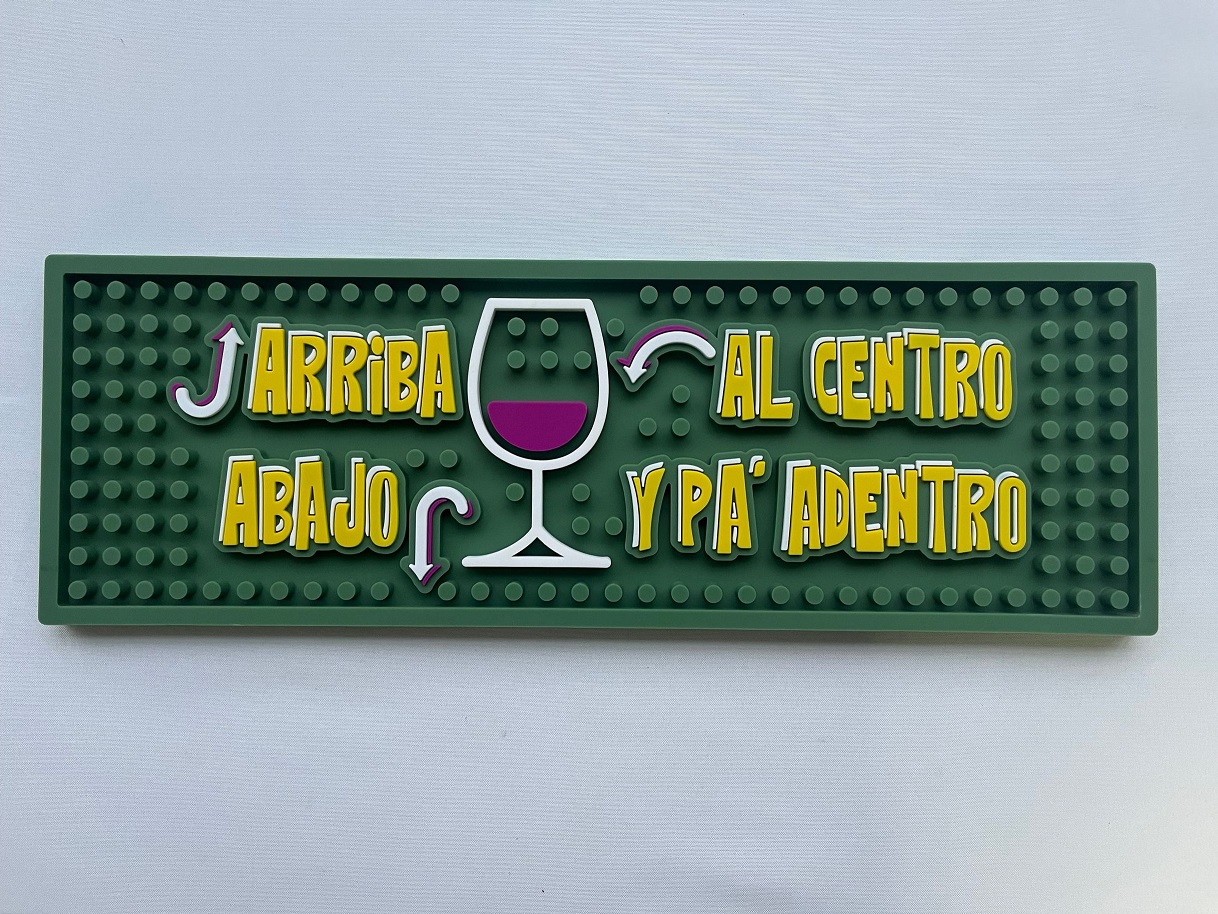 ARRiBA
ABAJO
AL CENTRO
Y PA' ADENTRO